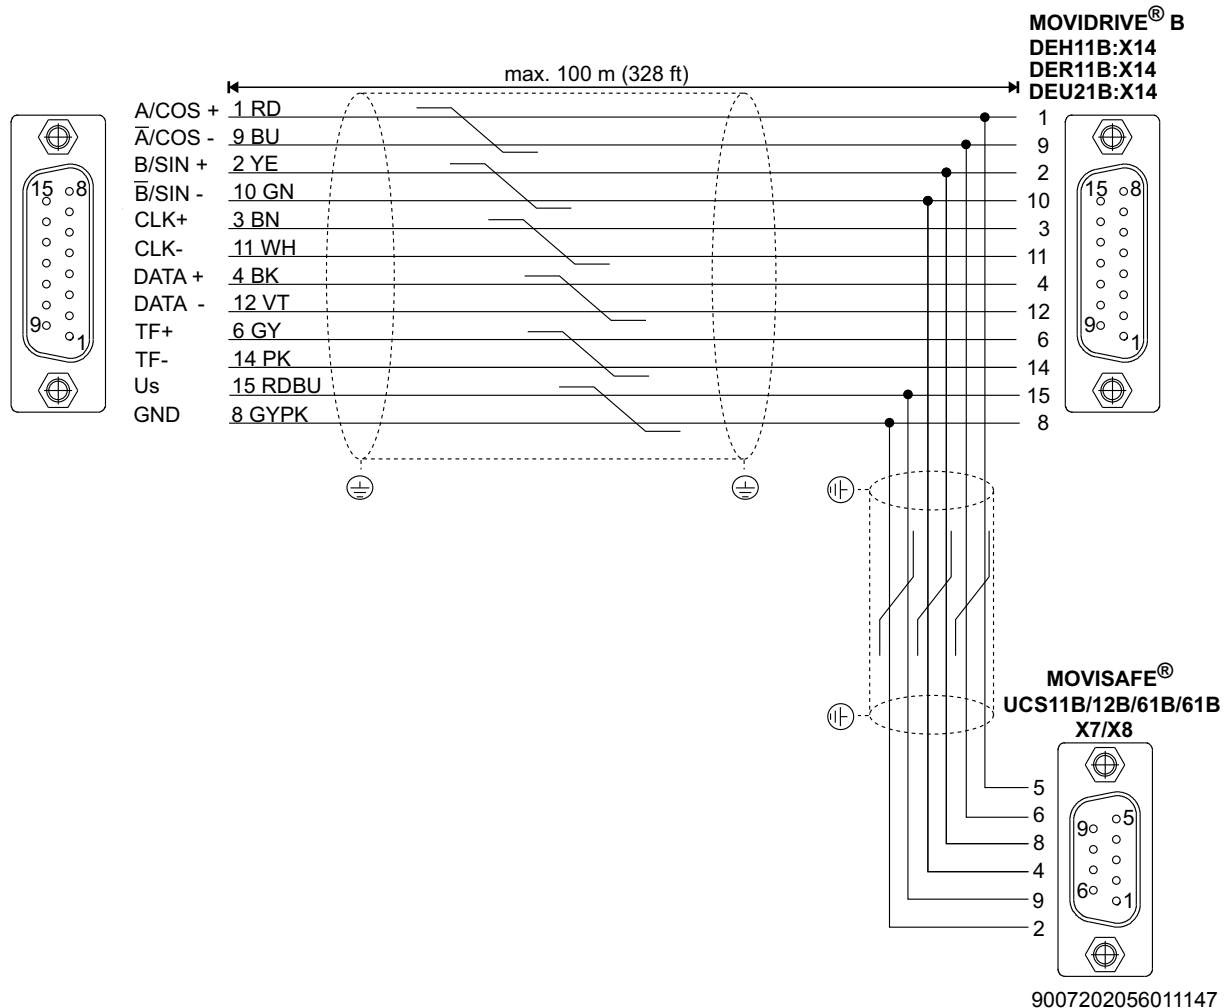 MOVIDRIVE® B
DEH11B:X14
DER11B:X14
DEU21B:X14
max. 100 m (328 ft)
A/COS + 1 RD 1
A̅/COS - 9 BU 9
B/SIN + 2 YE 2
B̅/SIN - 10 GN 10
CLK+ 3 BN 3
CLK- 11 WH 11
DATA + 4 BK 4
DATA - 12 VT 12
TF+ 6 GY 6
TF- 14 PK 14
Us 15 RDBU 15
GND 8 GYPK 8
15 8
9 1
15 8
9 1
MOVISAFE®
UCS11B/12B/61B/61B
X7/X8
5
6
8
4
9
2
9 5
6 1
9007202056011147